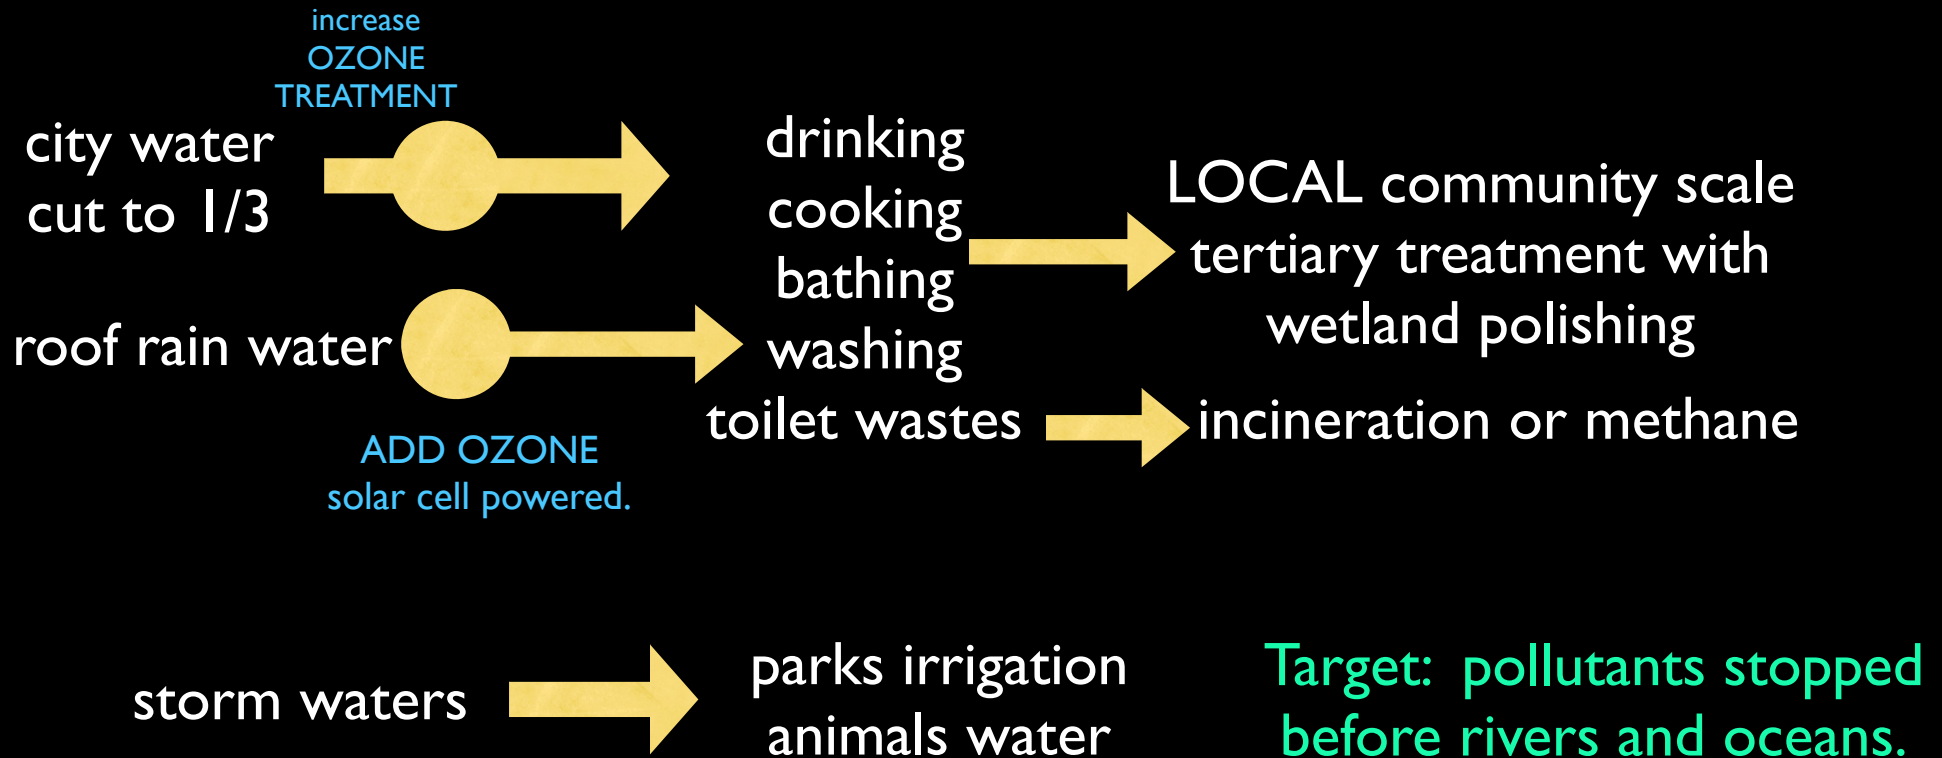 increase
OZONE
TREATMENT
city water
cut to 1/3
roof rain water
ADD OZONE
solar cell powered.
drinking
cooking
bathing
washing
toilet wastes
LOCAL community scale
tertiary treatment with
wetland polishing
incineration or methane
storm waters
parks irrigation
animals water
Target: pollutants stopped
before rivers and oceans.